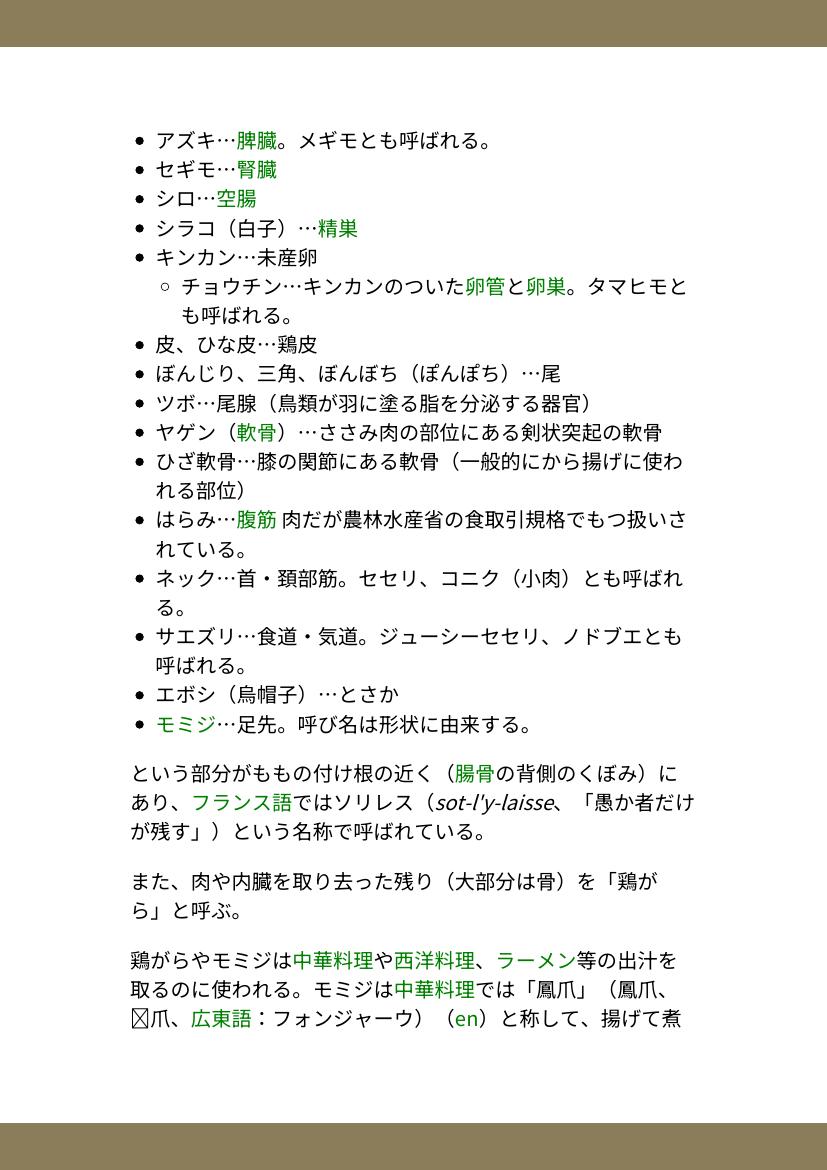 • アズキ…脾臓。メギモとも呼ばれる。
• セギモ…腎臓
• シロ…空腸
• シラコ（白子）…精巣
• キンカン…未産卵
○ チョウチン…キンカンのついた卵管と卵巣。タマヒモと
も呼ばれる。
• 皮、ひな皮…鶏皮
• ぼんじり、三角、ぼんぼち（ぽんぽち）…尾
• ツボ…尾腺（鳥類が羽に塗る脂を分泌する器官）
• ヤゲン（軟骨）…ささみ肉の部位にある剣状突起の軟骨
• ひざ軟骨…膝の関節にある軟骨（一般的にから揚げに使わ
れる部位）
• はらみ…腹筋 肉だが農林水産省の食取引規格でもつ扱いさ
れている。
• ネック…首・頚部筋。セセリ、コニク（小肉）とも呼ばれ
る。
• サエズリ…食道・気道。ジューシーセセリ、ノドブエとも
呼ばれる。
• エボシ（烏帽子）…とさか
• モミジ…足先。呼び名は形状に由来する。
という部分がももの付け根の近く（腸骨の背側のくぼみ）に
あり、フランス語ではソリレス（sot-l'y-laisse、「愚か者だけ
が残す」）という名称で呼ばれている。
また、肉や内臓を取り去った残り（大部分は骨）を「鶏が
ら」と呼ぶ。
鶏がらやモミジは中華料理や西洋料理、ラーメン等の出汁を
取るのに使われる。モミジは中華料理では「鳳爪」（鳳爪、
爪、広東語：フォンジャーウ）（en）と称して、揚げて煮